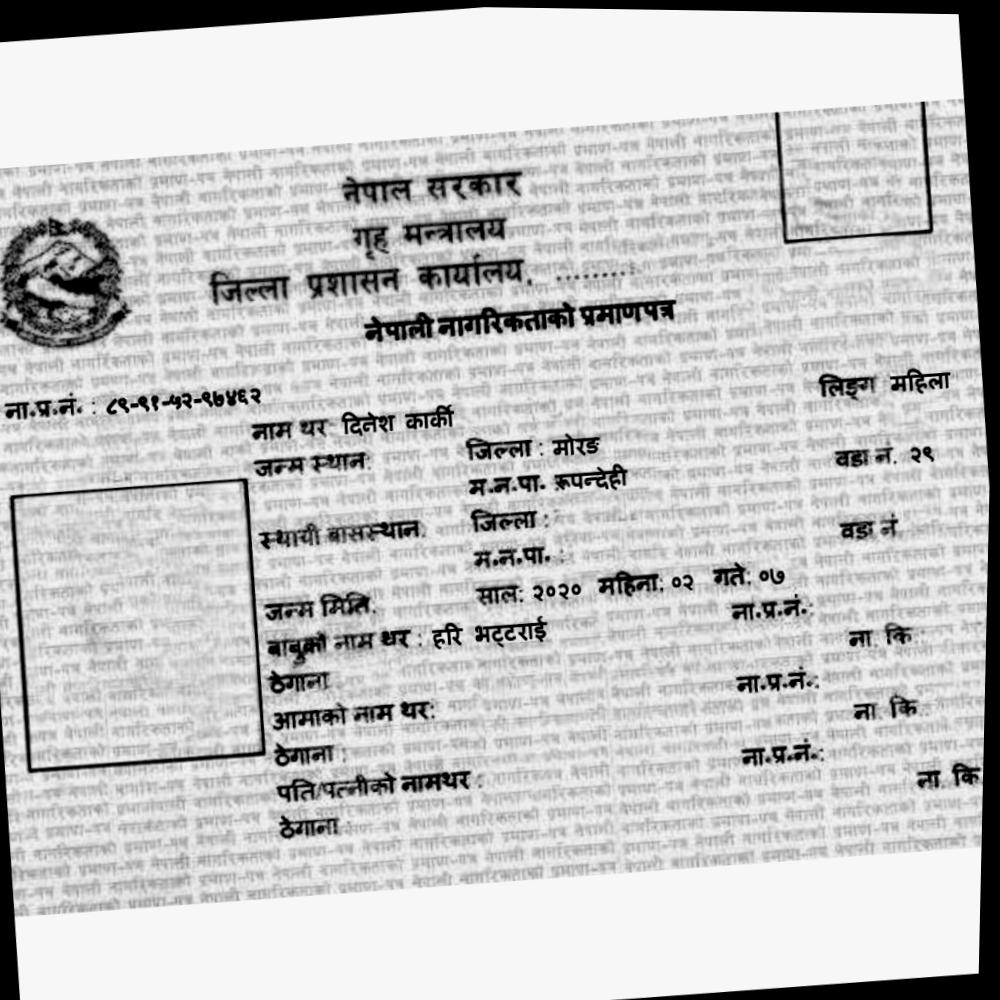 नेपाल सरकार
गृह मन्त्रालय
जिल्ला प्रशासन कार्यालय, .........
नेपाली नागरिकताको प्रमाणपत्र
ना.प्र.नं. : ८९-९१-५२-९७४६२ लिङ्ग महिला
नाम थर दिनेश कार्की
जन्म स्थान: जिल्ला : मोरङ वडा नं. २९
म.न.पा. रूपन्देही
स्थायी बासस्थान: जिल्ला : वडा नं
म.न.पा. :
जन्म मिति: साल: २०२० महिना: ०२ गते: ०७
बाबुको नाम थर : हरि भट्टराई ना.प्र.नं.:
ठेगाना ना. कि :
आमाको नाम थर: ना.प्र.नं.:
ठेगाना : ना. कि :
पति/पत्नीको नामथर : ना.प्र.नं.:
ठेगाना ना. कि